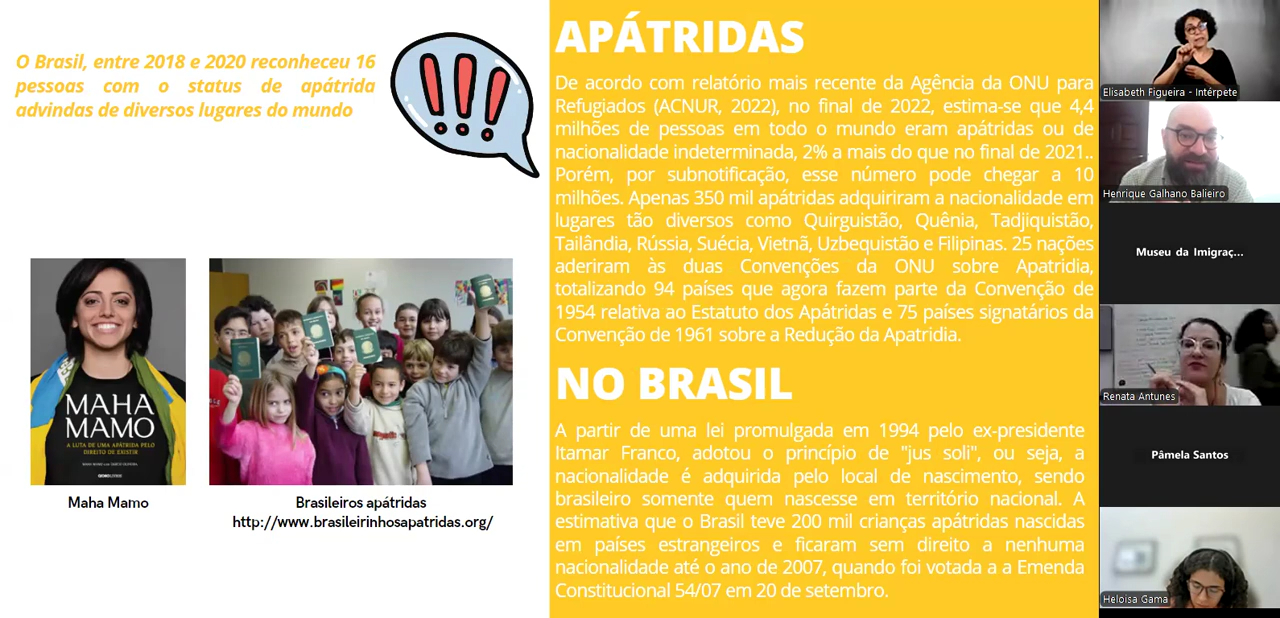 O Brasil, entre 2018 e 2020 reconheceu 16
pessoas com o status de apátrida
advindas de diversos lugares do mundo
MAHA
MAMO
A LUTA DE UMA APÁTRIDA PELO
DIREITO DE EXISTIR
Maha Mamo
Brasileiros apátridas
http://www.brasileirinhosapatridas.org/
APÁTRIDAS
De acordo com relatório mais recente da Agência da ONU para
Refugiados (ACNUR, 2022), no final de 2022, estima-se que 4,4
milhões de pessoas em todo o mundo eram apátridas ou de
nacionalidade indeterminada, 2% a mais do que no final de 2021..
Porém, por subnotificação, esse número pode chegar a 10
milhões. Apenas 350 mil apátridas adquiriram a nacionalidade em
lugares tão diversos como Quirguistão, Quênia, Tadjiquistão,
Tailândia, Rússia, Suécia, Vietnã, Uzbequistão e Filipinas. 25 nações
aderiram às duas Convenções da ONU sobre Apatridia,
totalizando 94 países que agora fazem parte da Convenção de
1954 relativa ao Estatuto dos Apátridas e 75 países signatários da
Convenção de 1961 sobre a Redução da Apatridia.
NO BRASIL
A partir de uma lei promulgada em 1994 pelo ex-presidente
Itamar Franco, adotou o princípio de "jus soli", ou seja, a
nacionalidade é adquirida pelo local de nascimento, sendo
brasileiro somente quem nascesse em território nacional. A
estimativa que o Brasil teve 200 mil crianças apátridas nascidas
em países estrangeiros e ficaram sem direito a nenhuma
nacionalidade até o ano de 2007, quando foi votada a a Emenda
Constitucional 54/07 em 20 de setembro.
Elisabeth Figueira - Intérpete
Henrique Galhano Balieiro
Museu da Imigraç...
Renata Antunes
Pâmela Santos
Heloisa Gama